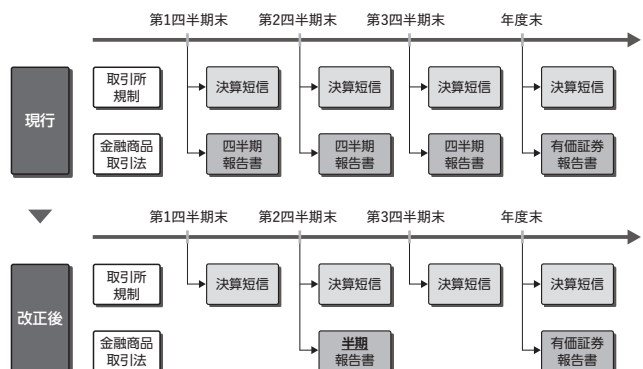 第1四半期末 第2四半期末 第3四半期末 年度末
現行
取引所
規制
決算短信 決算短信 決算短信 決算短信
金融商品
取引法
四半期
報告書
四半期
報告書
四半期
報告書
有価証券
報告書
第1四半期末 第2四半期末 第3四半期末 年度末
改正後
取引所
規制
決算短信 決算短信 決算短信 決算短信
金融商品
取引法
半期
報告書
有価証券
報告書